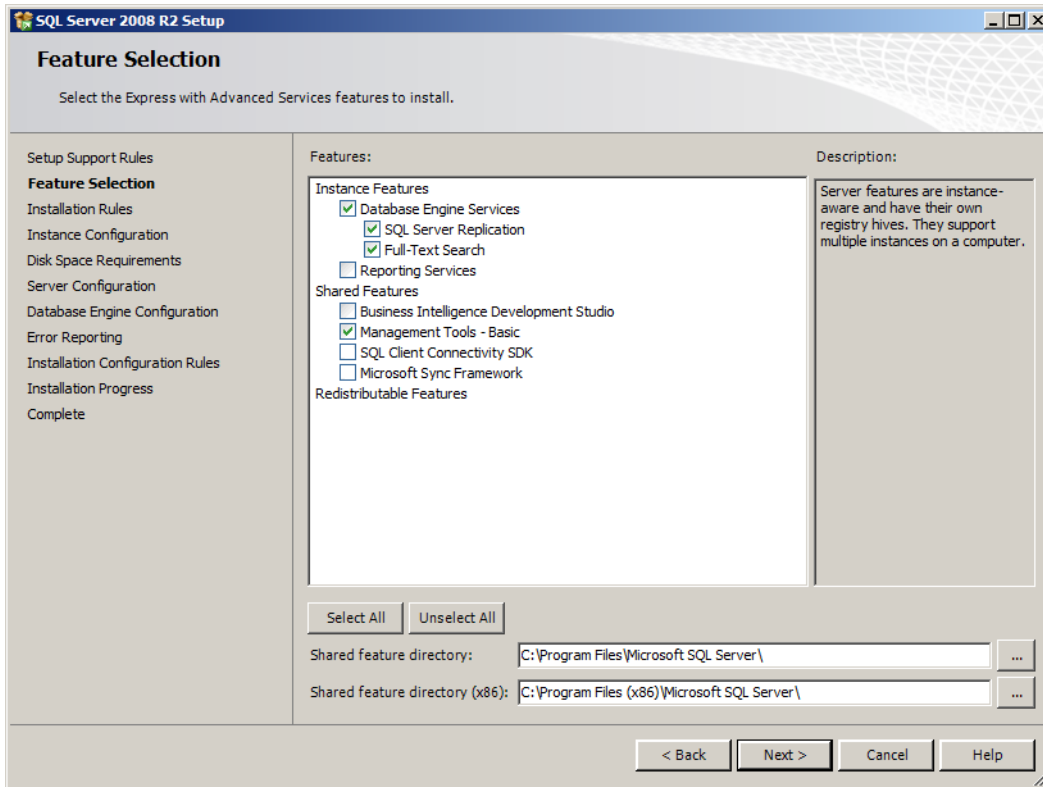 SQL Server 2008 R2 Setup
Feature Selection
Select the Express with Advanced Services features to install.
Setup Support Rules
Feature Selection
Installation Rules
Instance Configuration
Disk Space Requirements
Server Configuration
Database Engine Configuration
Error Reporting
Installation Configuration Rules
Installation Progress
Complete
Features:
Instance Features
Database Engine Services
SQL Server Replication
Full-Text Search
Reporting Services
Shared Features
Business Intelligence Development Studio
Management Tools - Basic
SQL Client Connectivity SDK
Microsoft Sync Framework
Redistributable Features
Description:
Server features are instance-
aware and have their own
registry hives. They support
multiple instances on a computer.
Select All
Unselect All
Shared feature directory:
C:\Program Files\Microsoft SQL Server\
...
Shared feature directory (x86):
C:\Program Files (x86)\Microsoft SQL Server\
...
< Back
Next >
Cancel
Help